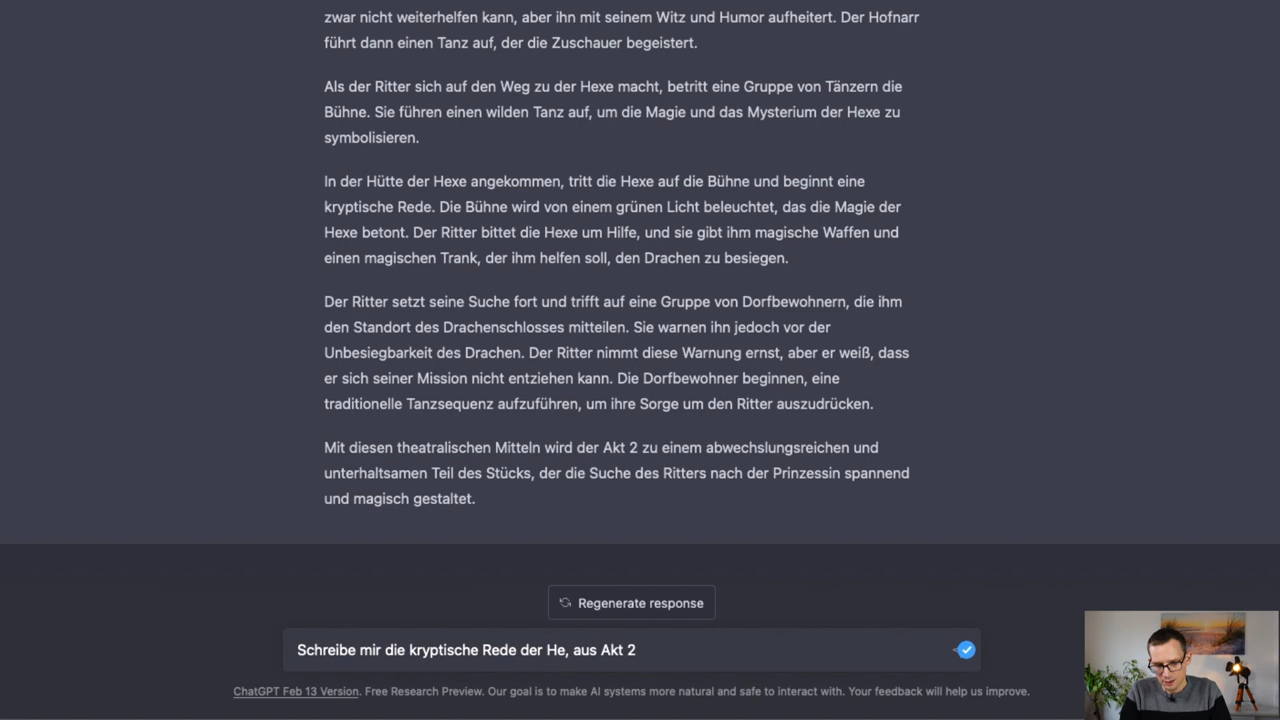 zwar nicht weiterhelfen kann, aber ihn mit seinem Witz und Humor aufheitert. Der Hofnarr
führt dann einen Tanz auf, der die Zuschauer begeistert.
Als der Ritter sich auf den Weg zu der Hexe macht, betritt eine Gruppe von Tänzern die
Bühne. Sie führen einen wilden Tanz auf, um die Magie und das Mysterium der Hexe zu
symbolisieren.
In der Hütte der Hexe angekommen, tritt die Hexe auf die Bühne und beginnt eine
kryptische Rede. Die Bühne wird von einem grünen Licht beleuchtet, das die Magie der
Hexe betont. Der Ritter bittet die Hexe um Hilfe, und sie gibt ihm magische Waffen und
einen magischen Trank, der ihm helfen soll, den Drachen zu besiegen.
Der Ritter setzt seine Suche fort und trifft auf eine Gruppe von Dorfbewohnern, die ihm
den Standort des Drachenschlosses mitteilen. Sie warnen ihn jedoch vor der
Unbesiegbarkeit des Drachen. Der Ritter nimmt diese Warnung ernst, aber er weiß, dass
er sich seiner Mission nicht entziehen kann. Die Dorfbewohner beginnen, eine
traditionelle Tanzsequenz aufzuführen, um ihre Sorge um den Ritter auszudrücken.
Mit diesen theatralischen Mitteln wird der Akt 2 zu einem abwechslungsreichen und
unterhaltsamen Teil des Stücks, der die Suche des Ritters nach der Prinzessin spannend
und magisch gestaltet.
Regenerate response
Schreibe mir die kryptische Rede der He, aus Akt 2
ChatGPT Feb 13 Version. Free Research Preview. Our goal is to make AI systems more natural and safe to interact with. Your feedback will help us improve.